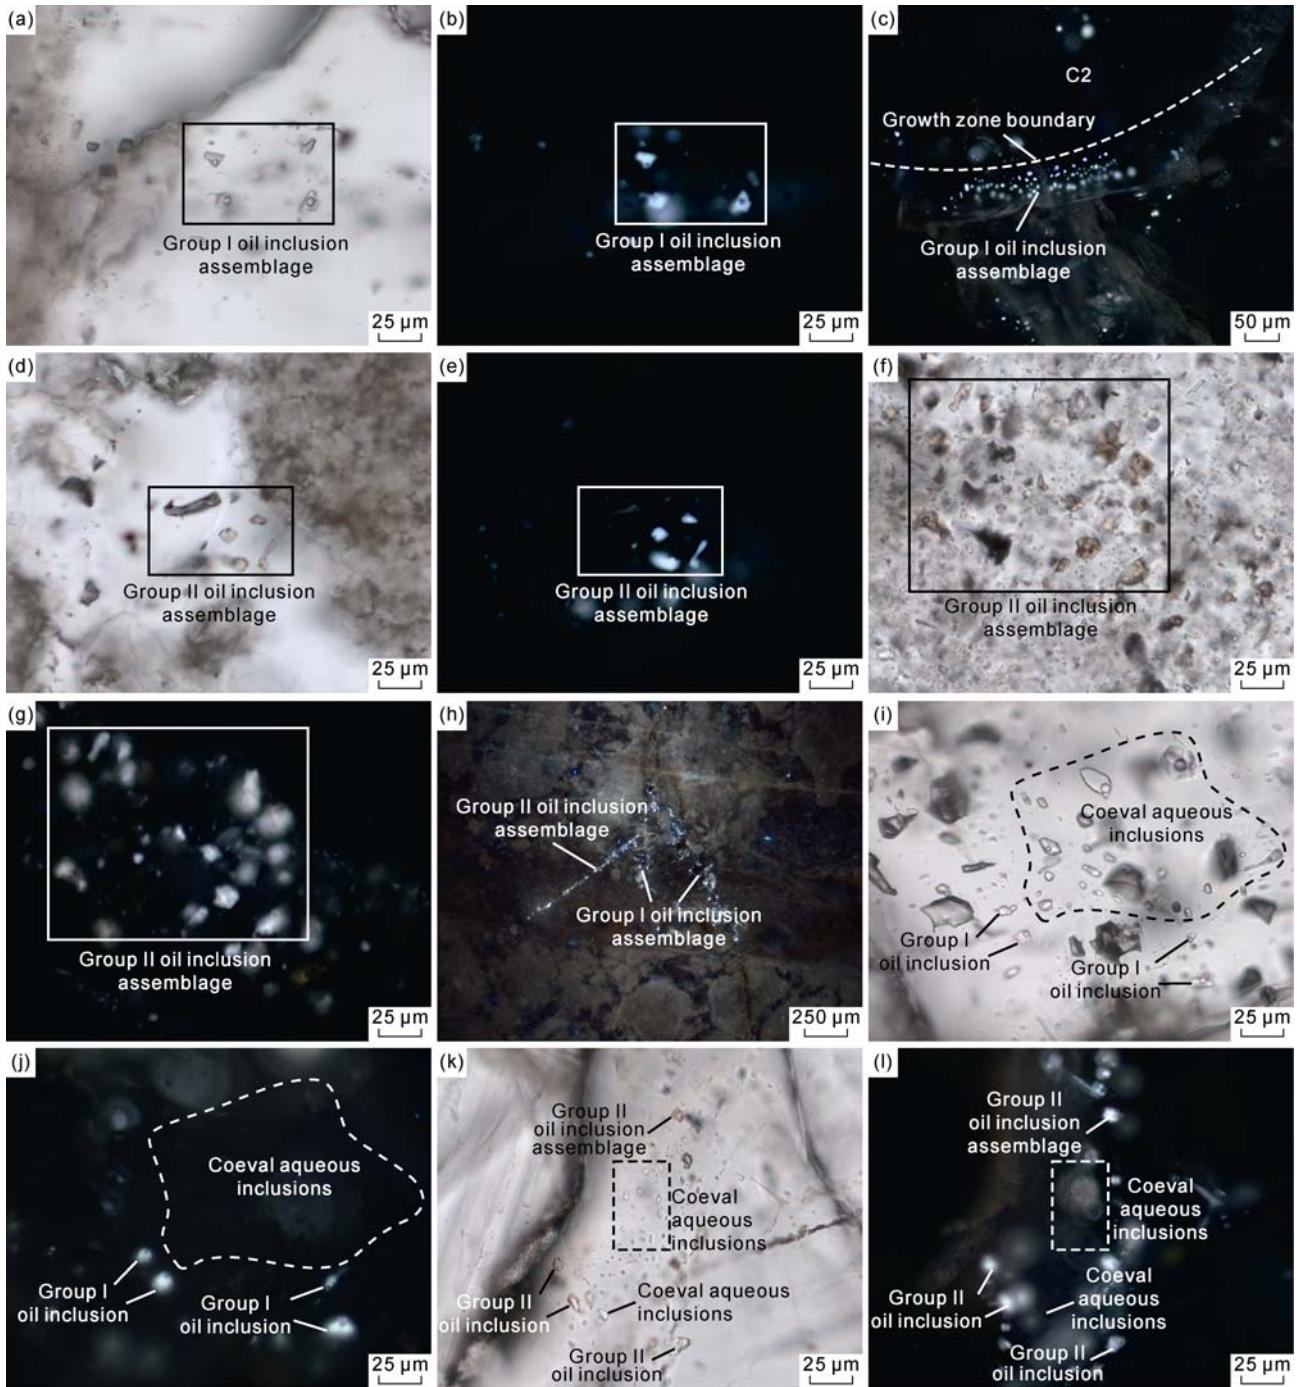 (a)
Group I oil inclusion
assemblage
25 μm
(b)
Group I oil inclusion
assemblage
25 μm
(c)
C2
Growth zone boundary
Group I oil inclusion
assemblage
50 μm
(d)
Group II oil inclusion
assemblage
25 μm
(e)
Group II oil inclusion
assemblage
25 μm
(f)
Group II oil inclusion
assemblage
25 μm
(g)
Group II oil inclusion
assemblage
25 μm
(h)
Group II oil inclusion
assemblage
Group I oil inclusion
assemblage
250 μm
(i)
Coeval aqueous
inclusions
Group I
oil inclusion
Group I
oil inclusion
25 μm
(j)
Coeval aqueous
inclusions
Group I
oil inclusion
Group I
oil inclusion
25 μm
(k)
Group II
oil inclusion
assemblage
Coeval
aqueous
inclusions
Group II
oil inclusion
Coeval aqueous
inclusions
Group II
oil inclusion
25 μm
(l)
Group II
oil inclusion
assemblage
Coeval
aqueous
inclusions
Group II
oil inclusion
Coeval
aqueous
inclusions
Group II
oil inclusion
25 μm